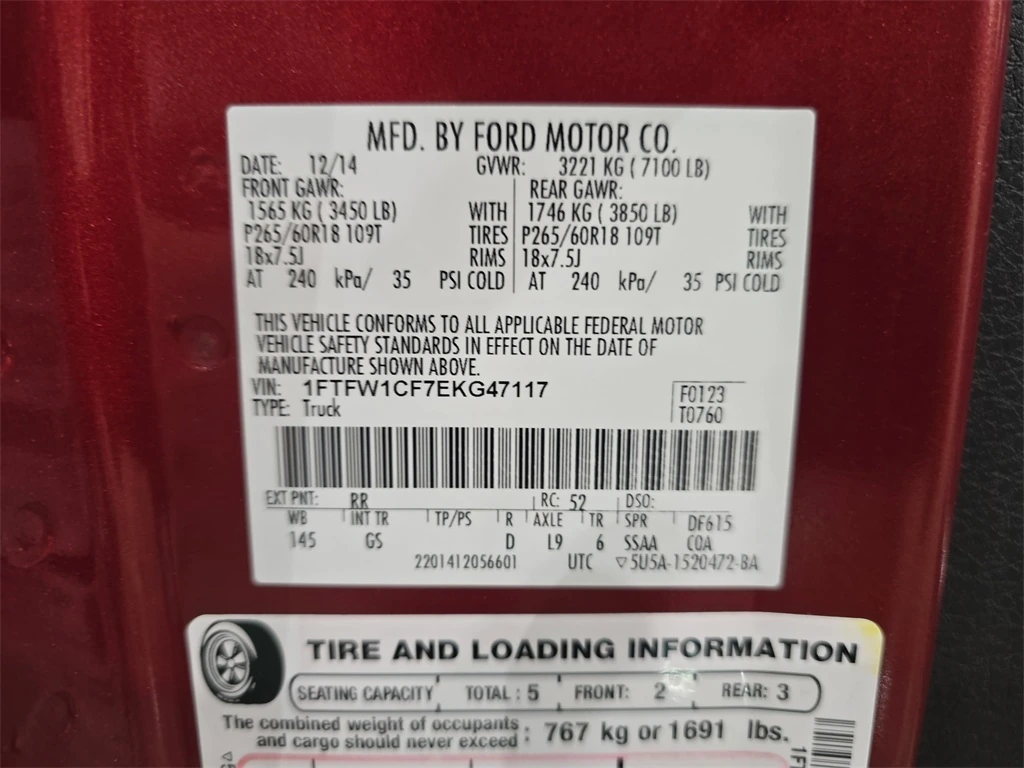 MFD. BY FORD MOTOR CO.
DATE: 12/14 GVWR: 3221 KG ( 7100 LB)
FRONT GAWR: REAR GAWR:
1565 KG ( 3450 LB) WITH 1746 KG ( 3850 LB) WITH
P265/60R18 109T TIRES P265/60R18 109T TIRES
18x7.5J RIMS 18x7.5J RIMS
AT 240 kPa/ 35 PSI COLD AT 240 kPa/ 35 PSI COLD
THIS VEHICLE CONFORMS TO ALL APPLICABLE FEDERAL MOTOR
VEHICLE SAFETY STANDARDS IN EFFECT ON THE DATE OF
MANUFACTURE SHOWN ABOVE.
VIN: 1FTFW1CF7EKG47117 F0123
TYPE: Truck T0760
EXT PNT: RR RC: 52 DSO:
WB INT TR TP/PS R AXLE TR SPR DF615
145 GS D L9 6 SSAA COA
2201412056601 UTC ▽5U5A-1520472-BA
TIRE AND LOADING INFORMATION
SEATING CAPACITY TOTAL : 5 FRONT: 2 REAR: 3
The combined weight of occupants
and cargo should never exceed : 767 kg or 1691 lbs.